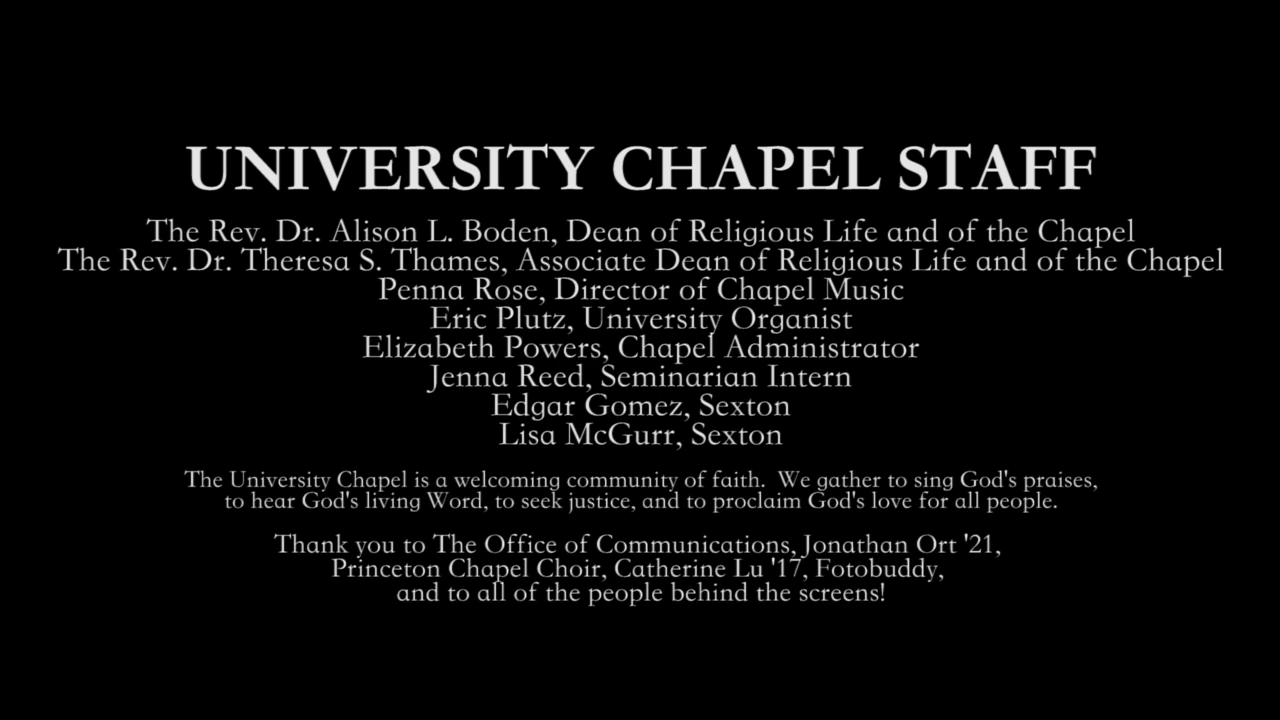 UNIVERSITY CHAPEL STAFF
The Rev. Dr. Alison L. Boden, Dean of Religious Life and of the Chapel
The Rev. Dr. Theresa S. Thames, Associate Dean of Religious Life and of the Chapel
Penna Rose, Director of Chapel Music
Eric Plutz, University Organist
Elizabeth Powers, Chapel Administrator
Jenna Reed, Seminarian Intern
Edgar Gomez, Sexton
Lisa McGurr, Sexton
The University Chapel is a welcoming community of faith.  We gather to sing God's praises,
to hear God's living Word, to seek justice, and to proclaim God's love for all people.
Thank you to The Office of Communications, Jonathan Ort '21,
Princeton Chapel Choir, Catherine Lu '17, Fotobuddy,
and to all of the people behind the screens!